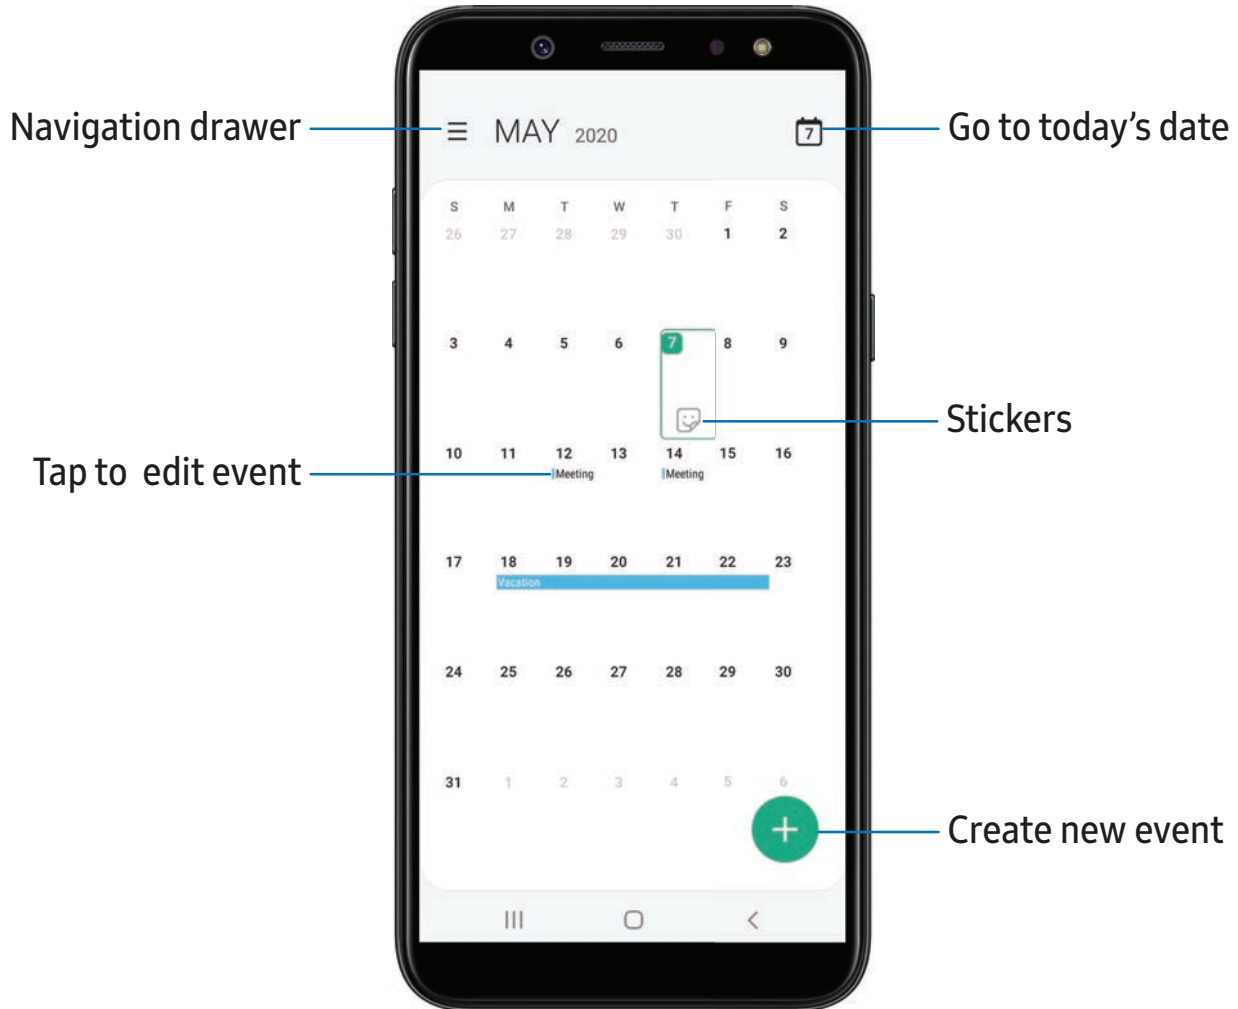 Navigation drawer
MAY 2020
7
Go to today's date
S M T W T F S
26 27 28 29 30 1 2
3 4 5 6 7 8 9
Stickers
10 11 12 13 14 15 16
Tap to edit event
Meeting Meeting
17 18 19 20 21 22 23
Vacation
24 25 26 27 28 29 30
31 1 2 3 4 5 6
Create new event